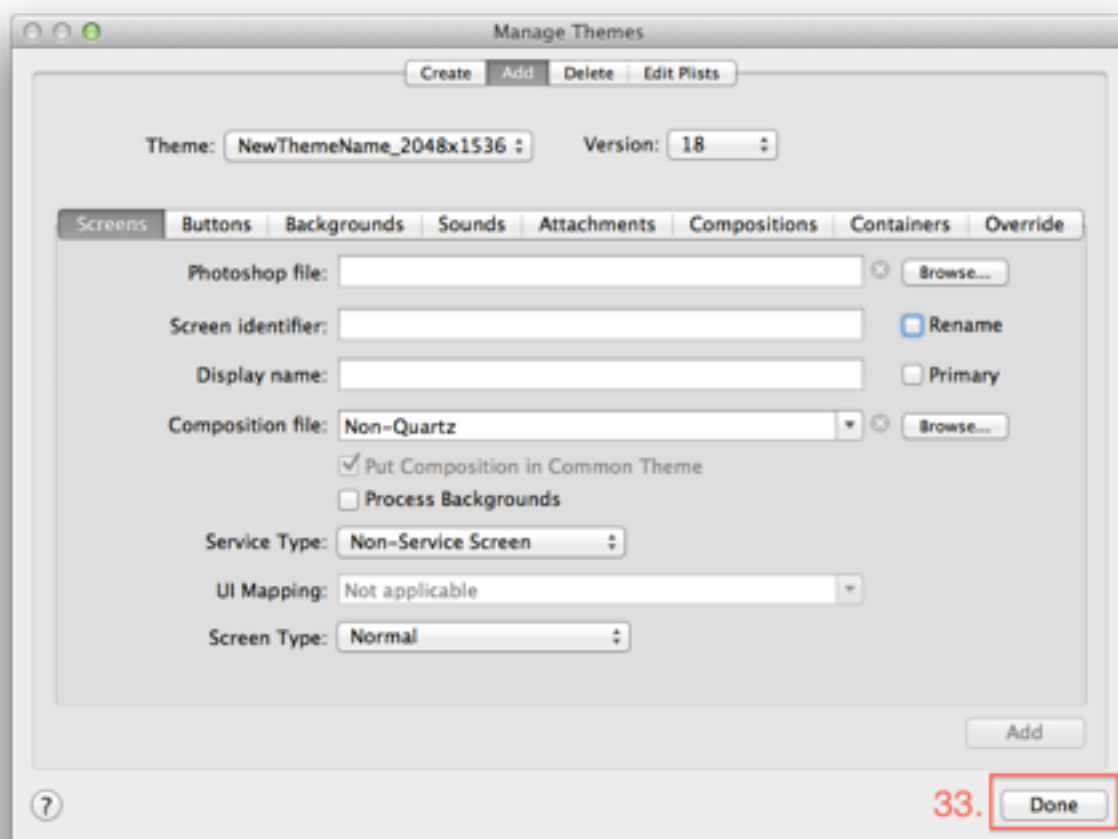 Manage Themes
Create Add Delete Edit Plists
Theme: NewThemeName_2048x1536 Version: 18
Screens Buttons Backgrounds Sounds Attachments Compositions Containers Override
Photoshop file: Browse...
Screen identifier: Rename
Display name: Primary
Composition file: Non-Quartz Browse...
Put Composition in Common Theme
Process Backgrounds
Service Type: Non-Service Screen
UI Mapping: Not applicable
Screen Type: Normal
Add
? 33. Done